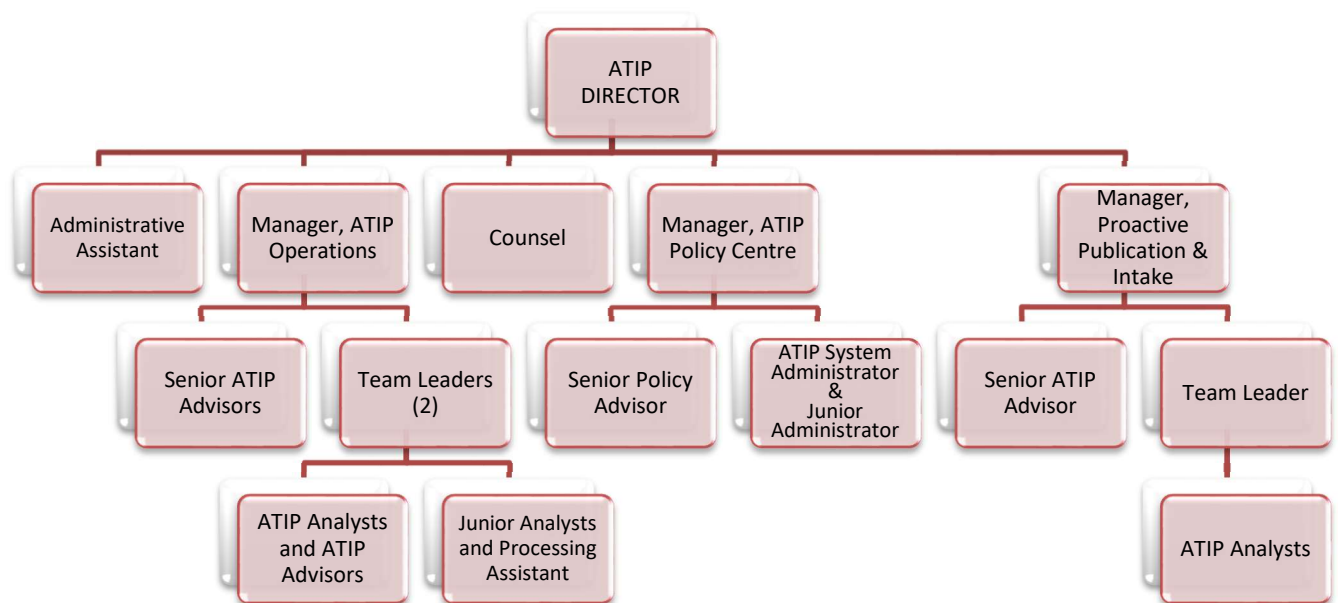 ATIP
DIRECTOR
Administrative
Assistant
Manager, ATIP
Operations
Counsel
Manager, ATIP
Policy Centre
Manager,
Proactive
Publication &
Intake
Senior ATIP
Advisors
Team Leaders
(2)
Senior Policy
Advisor
ATIP System
Administrator
&
Junior
Administrator
Senior ATIP
Advisor
Team Leader
ATIP Analysts
and ATIP
Advisors
Junior Analysts
and Processing
Assistant
ATIP Analysts